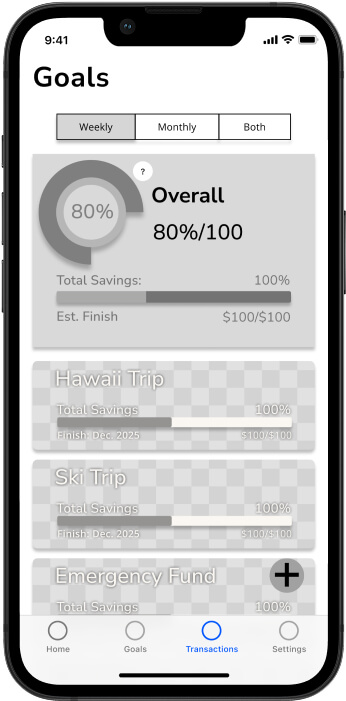 9:41
Goals
Weekly Monthly Both
?
80%
Overall
80%/100
Total Savings: 100%
Est. Finish $100/$100
Hawaii Trip
Total Savings 100%
Finish: Dec. 2025 $100/$100
Ski Trip
Total Savings 100%
Finish: Dec. 2025 $100/$100
Emergency Fund
Total Savings 100%
Home Goals Transactions Settings